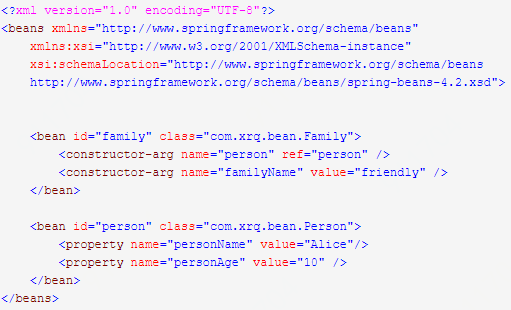 <?xml version="1.0" encoding="UTF-8"?>
<beans xmlns="http://www.springframework.org/schema/beans"
    xmlns:xsi="http://www.w3.org/2001/XMLSchema-instance"
    xsi:schemaLocation="http://www.springframework.org/schema/beans
    http://www.springframework.org/schema/beans/spring-beans-4.2.xsd">
    <bean id="family" class="com.xrq.bean.Family">
        <constructor-arg name="person" ref="person" />
        <constructor-arg name="familyName" value="friendly" />
    </bean>
    <bean id="person" class="com.xrq.bean.Person">
        <property name="personName" value="Alice"/>
        <property name="personAge" value="10" />
    </bean>
</beans>